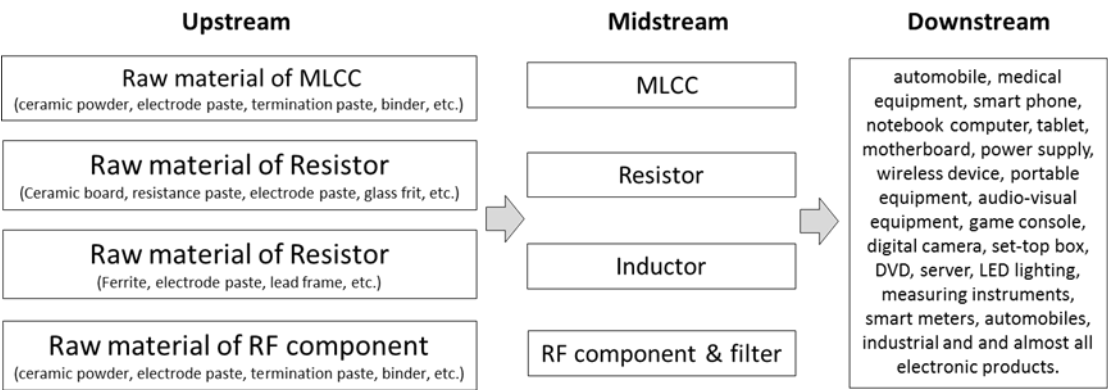 Upstream
Midstream
Downstream
Raw material of MLCC
(ceramic powder, electrode paste, termination paste, binder, etc.)
Raw material of Resistor
(Ceramic board, resistance paste, electrode paste, glass frit, etc.)
Raw material of Resistor
(Ferrite, electrode paste, lead frame, etc.)
Raw material of RF component
(ceramic powder, electrode paste, termination paste, binder, etc.)
MLCC
Resistor
Inductor
RF component & filter
automobile, medical
equipment, smart phone,
notebook computer, tablet,
motherboard, power supply,
wireless device, portable
equipment, audio-visual
equipment, game console,
digital camera, set-top box,
DVD, server, LED lighting,
measuring instruments,
smart meters, automobiles,
industrial and and almost all
electronic products.